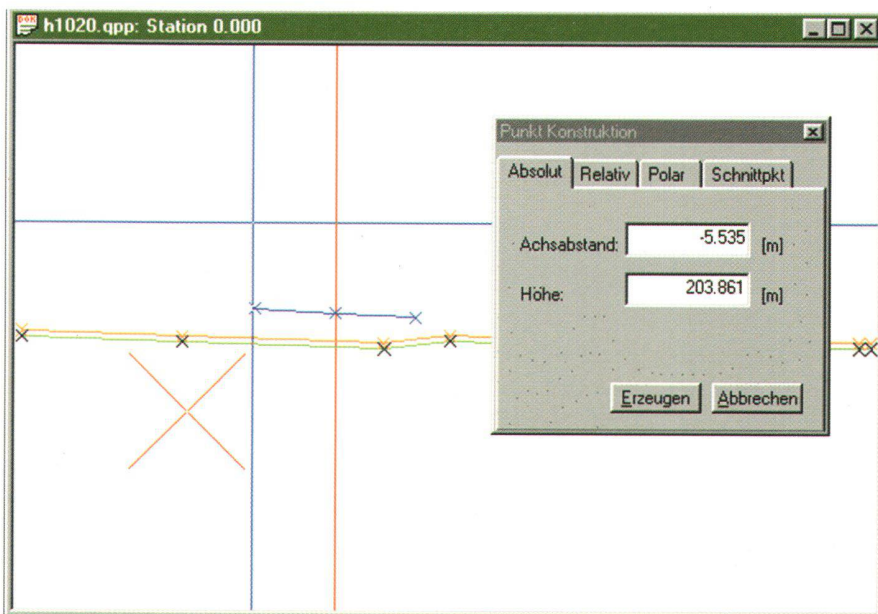 DOK
h1020.qpp: Station 0.000
Punkt Konstruktion
Absolut Relativ Polar Schnittpkt
Achsabstand: -5.535 [m]
Höhe: 203.861 [m]
Erzeugen Abbrechen